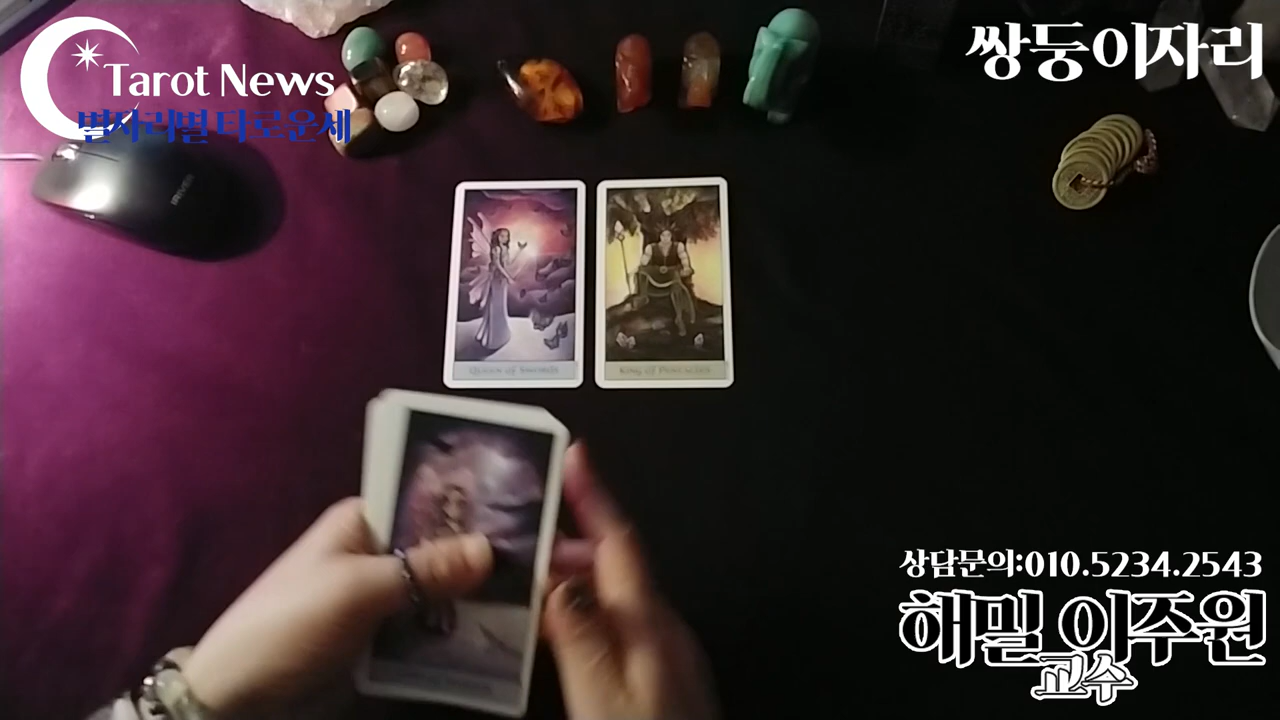 Tarot News
별자리별 타로운세
쌍둥이자리
Queen of Swords
King of Pentacles
상담문의:010.5234.2543
해밀 이주원
교수